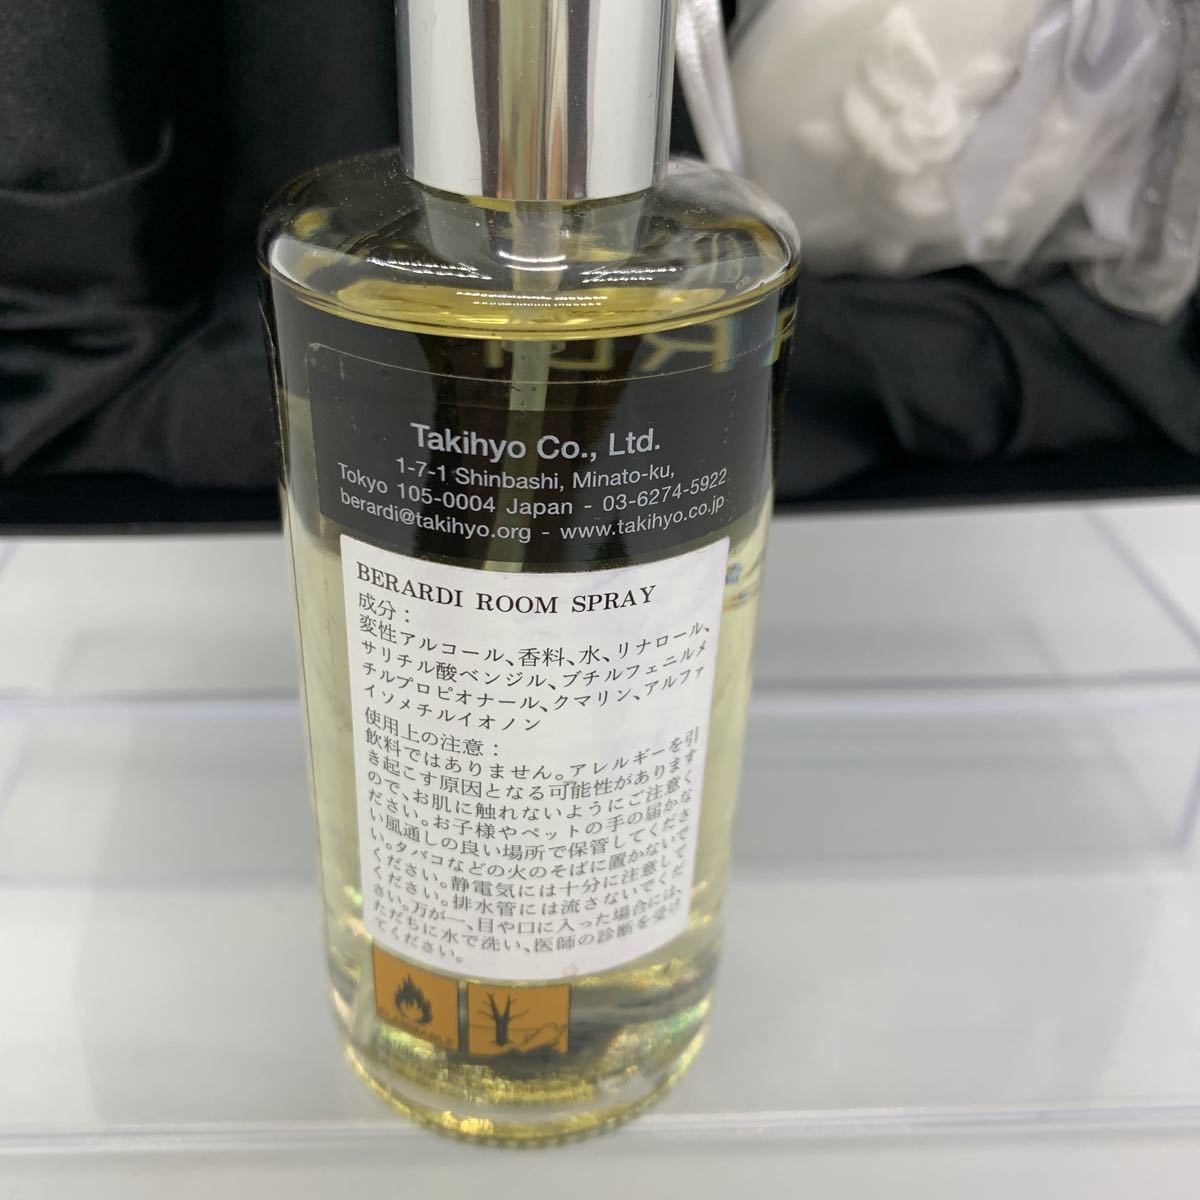 Takihyo Co., Ltd.
1-7-1 Shinbashi, Minato-ku,
Tokyo 105-0004 Japan - 03-6274-5922
berardi@takihyo.org - www.takihyo.co.jp
BERARDI ROOM SPRAY
成分：
変性アルコール、香料、水、リナロール、
サリチル酸ベンジル、ブチルフェニルメ
チルプロピオナール、クマリン、アルファ
イソメチルイオノン
使用上の注意：
飲料ではありません。アレルギーを引
き起こす原因となる可能性があります
ので、お肌に触れないようにご注意く
ださい。お子様やペットの手の届かな
い風通しの良い場所で保管してくださ
い。タバコなどの火のそばに置かないで
ください。静電気には十分に注意して
ください。排水管には流さないでくだ
さい。万が一、目や口に入った場合には、
ただちに水で洗い、医師の診断を受け
てください。
FLAMMABLE